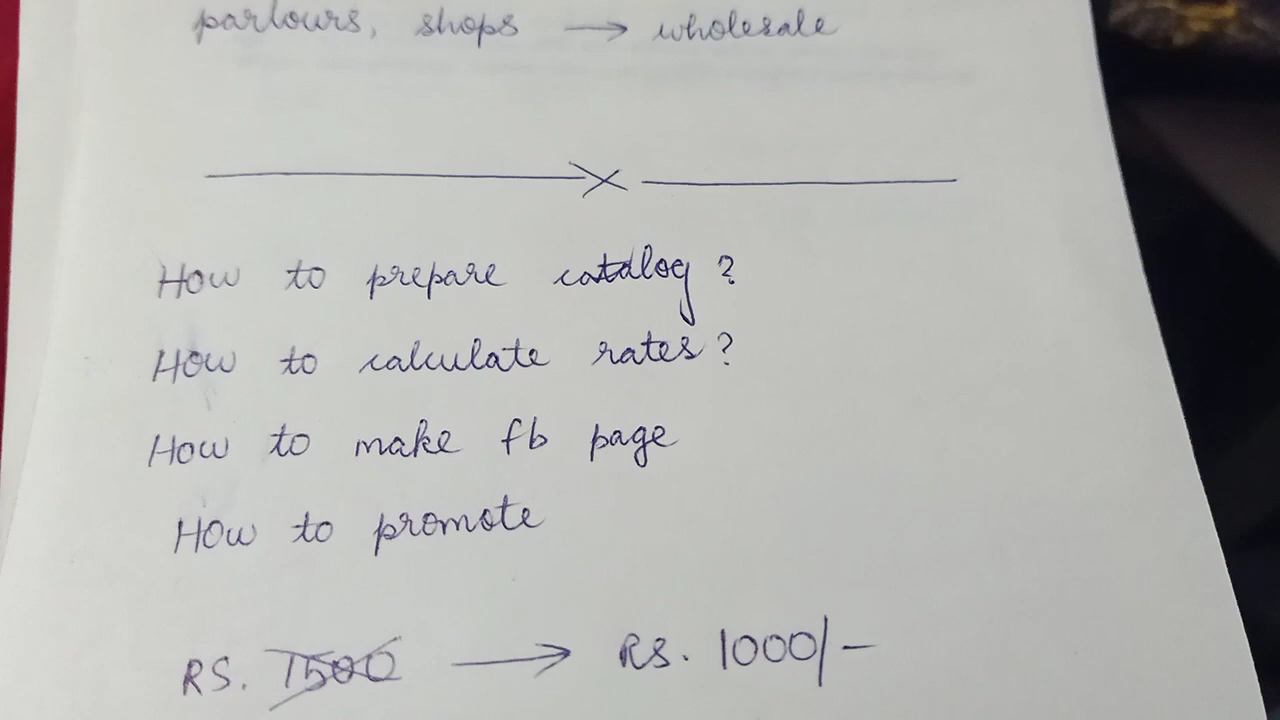 parlours, shops → wholesale
How to prepare catalog ?
How to calculate rates ?
How to make fb page
How to promote
RS. 1500 → RS. 1000/-